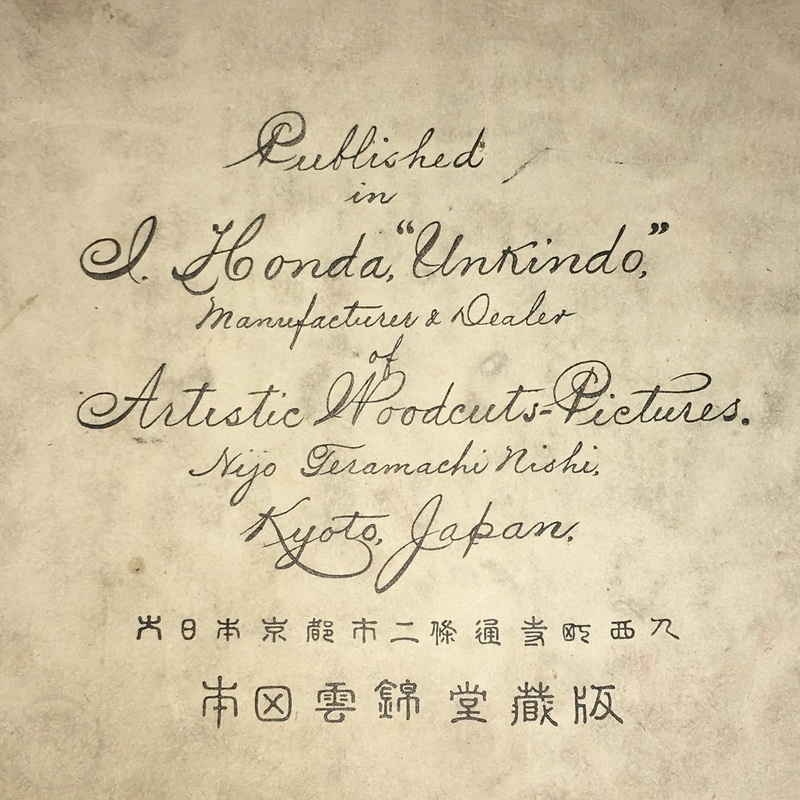 Published
in
I. Honda, "Unkindo,"
Manufacturer & Dealer
of
Artistic Woodcuts-Pictures.
Nijo Teramachi Nishi,
Kyoto, Japan.
大日本京都市二條通寺町西入
本田雲錦堂藏版